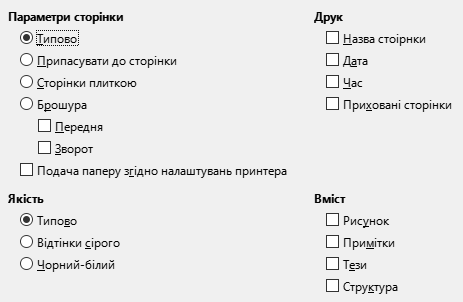 Параметри сторінки
Типово
Припасувати до сторінки
Сторінки плиткою
Брошура
Передня
Зворот
Подача паперу згідно налаштувань принтера
Друк
Назва стоірнки
Дата
Час
Приховані сторінки
Якість
Типово
Відтінки сірого
Чорний-білий
Вміст
Рисунок
Примітки
Тези
Структура